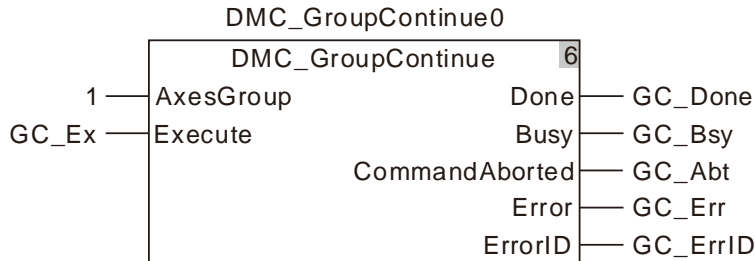 DMC_GroupContinue0
DMC_GroupContinue 6
1 AxesGroup Done GC_Done
GC_Ex Execute Busy GC_Bsy
CommandAborted GC_Abt
Error GC_Err
ErrorID GC_ErrID